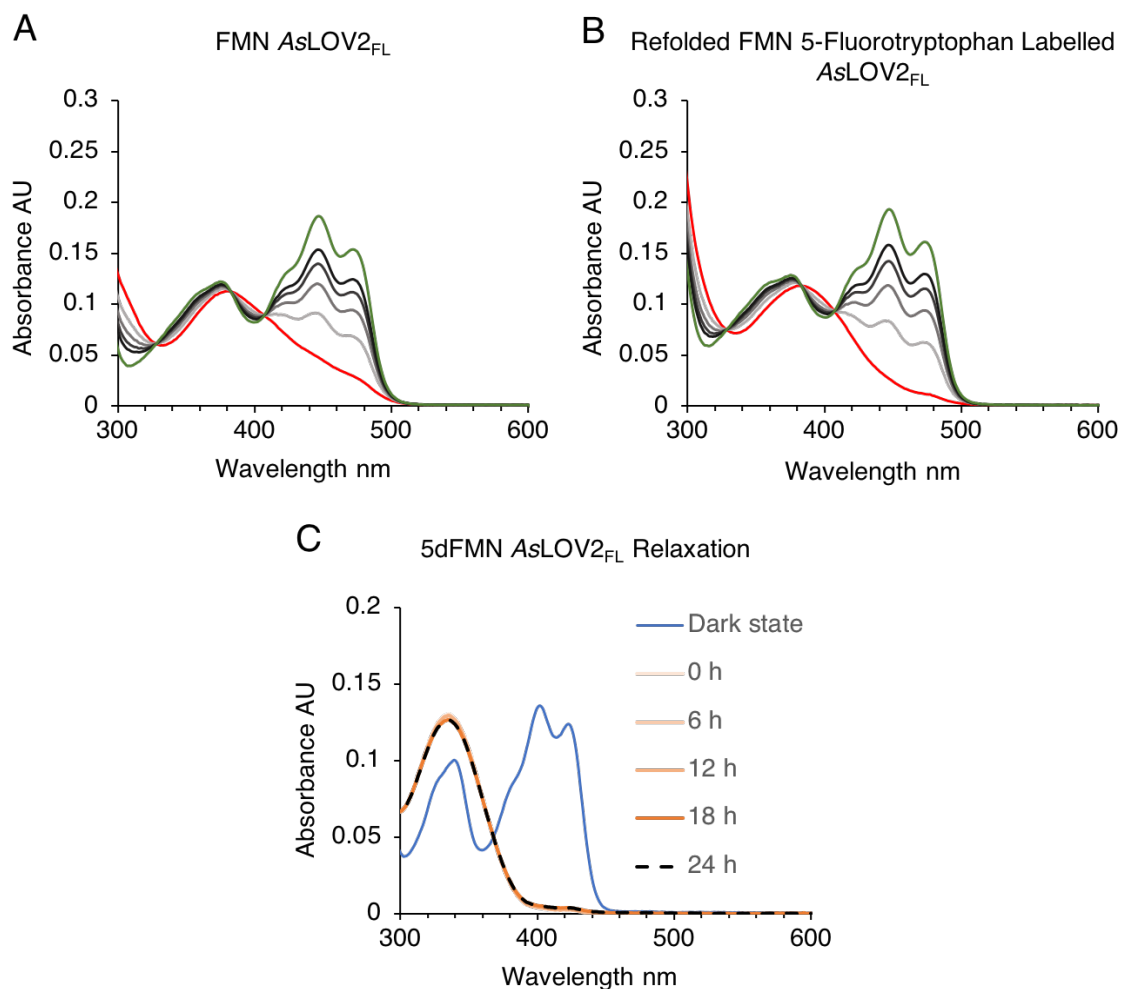 A
FMN AsLOV2FL
0.3
0.25
0.2
0.15
0.1
0.05
0
300
400
500
600
Absorbance AU
Wavelength nm
B
Refolded FMN 5-Fluorotryptophan Labelled
AsLOV2FL
0.3
0.25
0.2
0.15
0.1
0.05
0
300
400
500
600
Absorbance AU
Wavelength nm
C
5dFMN AsLOV2FL Relaxation
0.2
0.15
0.1
0.05
0
300
400
500
600
Absorbance AU
Wavelength nm
Dark state
0 h
6 h
12 h
18 h
24 h